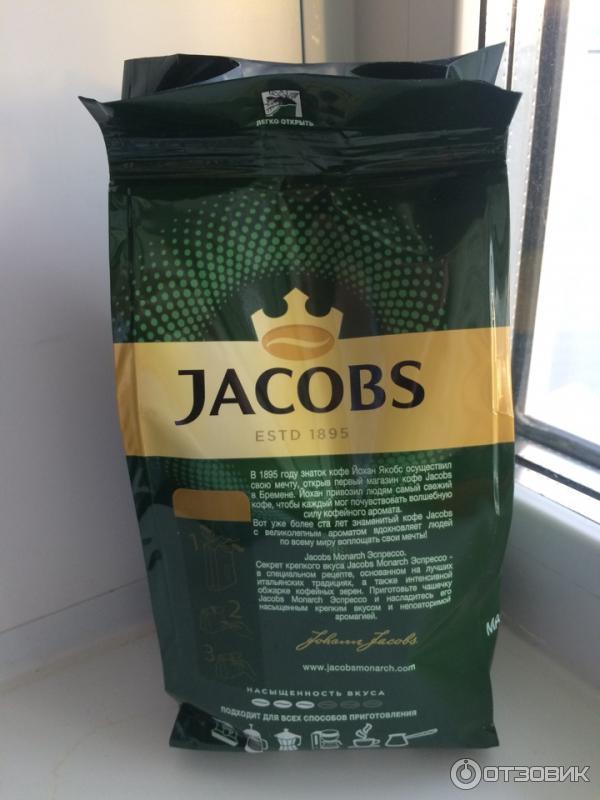 ЛЕГКО ОТКРЫТЬ
JACOBS
ESTD 1895
В 1895 году знаток кофе Йохан Якобс осуществил
свою мечту, открыв первый магазин кофе Jacobs
в Бремене. Йохан привозил людям самый свежий
кофе, чтобы каждый мог почувствовать волшебную
силу кофейного аромата.
Вот уже более ста лет знаменитый кофе Jacobs
с великолепным ароматом вдохновляет людей
по всему миру воплощать свои мечты!
Jacobs Monarch Эспрессо.
Секрет крепкого вкуса Jacobs Monarch Эспрессо -
в специальном рецепте, основанном на лучших
итальянских традициях, а также интенсивной
обжарке кофейных зерен. Приготовьте чашечку
Jacobs Monarch Эспрессо и насладитесь его
насыщенным крепким вкусом и неповторимой
аромагией.
Johann Jacobs
www.jacobsmonarch.com
1
2
3
НАСЫЩЕННОСТЬ ВКУСА
ПОДХОДИТ ДЛЯ ВСЕХ СПОСОБОВ ПРИГОТОВЛЕНИЯ
ОТЗОВИК